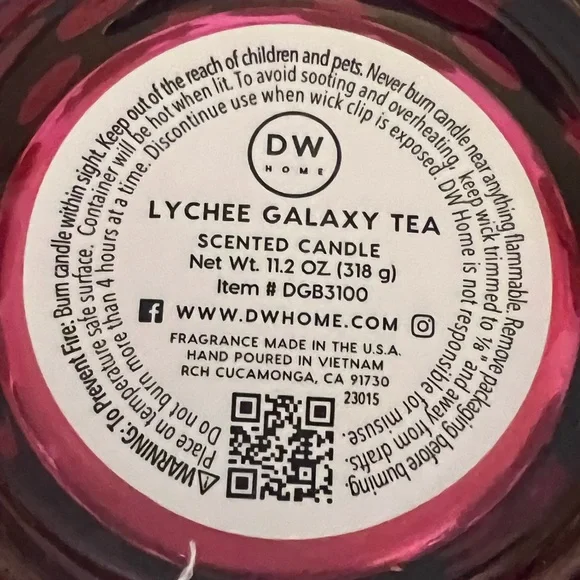 ⚠WARNING: To Prevent Fire: Burn candle within sight. Keep out of the reach of children and pets. Never burn candle near anything flammable. Remove packaging before burning.
Place on temperature safe surface. Container will be hot when lit. To avoid sooting and overheating, keep wick trimmed to ⅛" and away from drafts.
Do not burn more than 4 hours at a time. Discontinue use when wick clip is exposed. DW Home is not responsible for misuse.
DW
HOME
LYCHEE GALAXY TEA
SCENTED CANDLE
Net Wt. 11.2 OZ. (318 g)
Item # DGB3100
WWW.DWHOME.COM
FRAGRANCE MADE IN THE U.S.A.
HAND POURED IN VIETNAM
RCH CUCAMONGA, CA 91730
23015